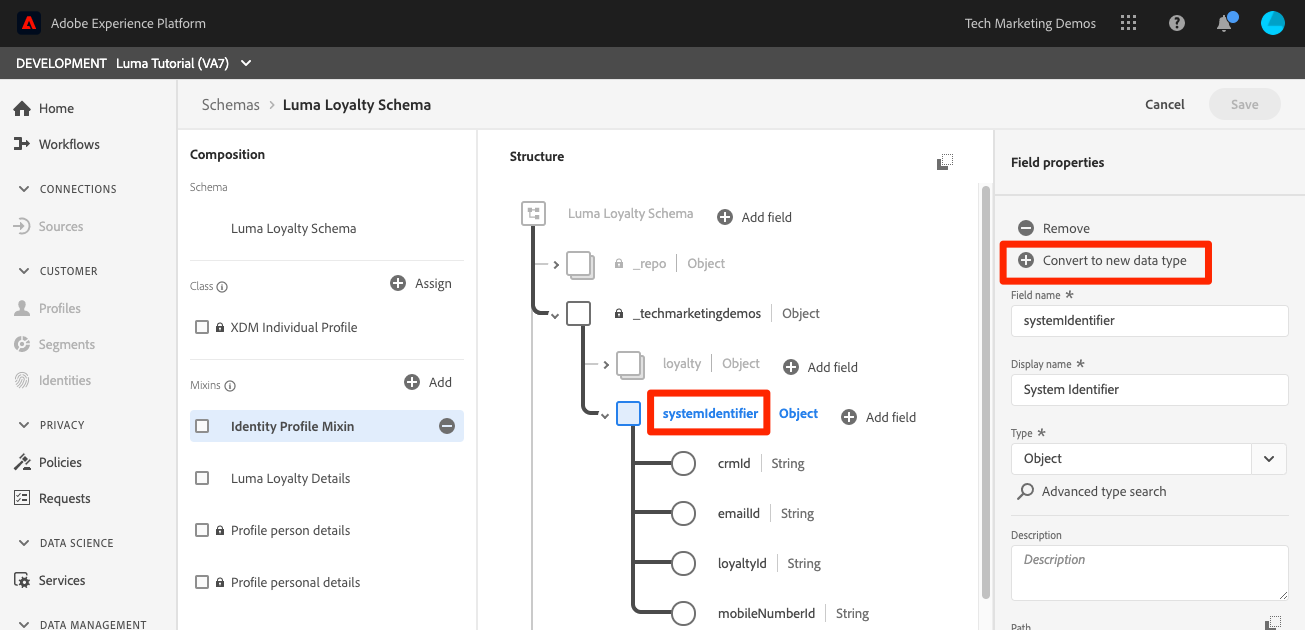 Adobe Experience Platform
Tech Marketing Demos
DEVELOPMENT Luma Tutorial (VA7)
Home
Workflows
CONNECTIONS
Sources
CUSTOMER
Profiles
Segments
Identities
PRIVACY
Policies
Requests
DATA SCIENCE
Services
DATA MANAGEMENT
Schemas > Luma Loyalty Schema
Cancel
Save
Composition
Schema
Luma Loyalty Schema
Class
Assign
XDM Individual Profile
Mixins
Add
Identity Profile Mixin
Luma Loyalty Details
Profile person details
Profile personal details
Structure
Luma Loyalty Schema Add field
_repo Object
_techmarketingdemos Object
loyalty Object Add field
systemIdentifier Object Add field
crmId String
emailId String
loyaltyId String
mobileNumberId String
Field properties
Remove
Convert to new data type
Field name *
systemIdentifier
Display name *
System Identifier
Type *
Object
Advanced type search
Description
Description
Path